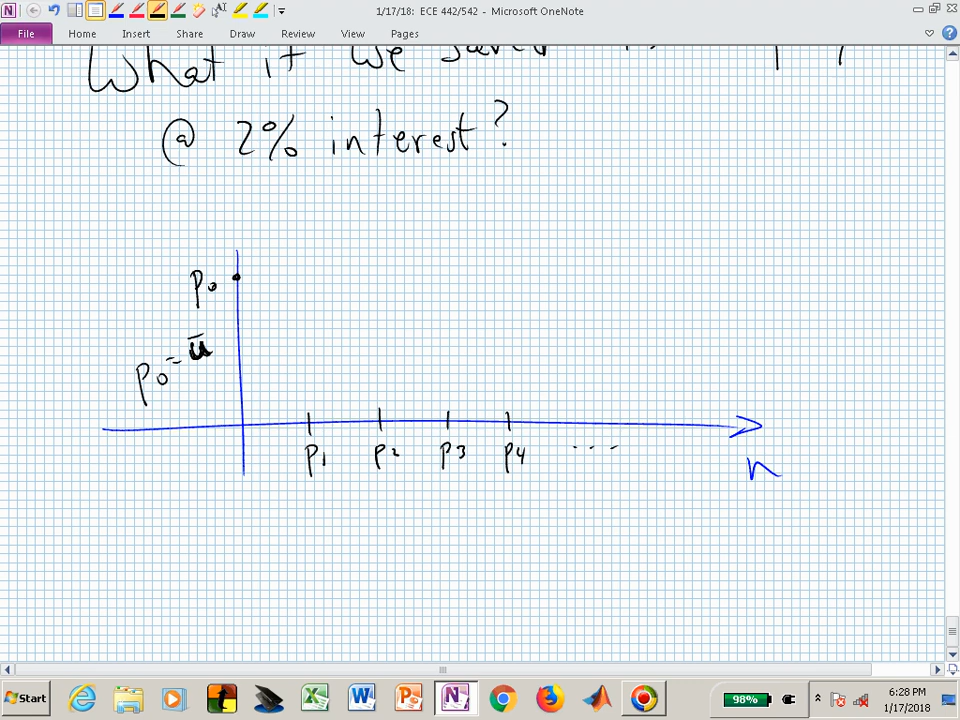 1/17/18: ECE 442/542 - Microsoft OneNote
File Home Insert Share Draw Review View Pages
What if we
@ 2% interest?
p0
p0 = ū
p1 p2 p3 p4 ...
n
Start
98%
6:28 PM
1/17/2018